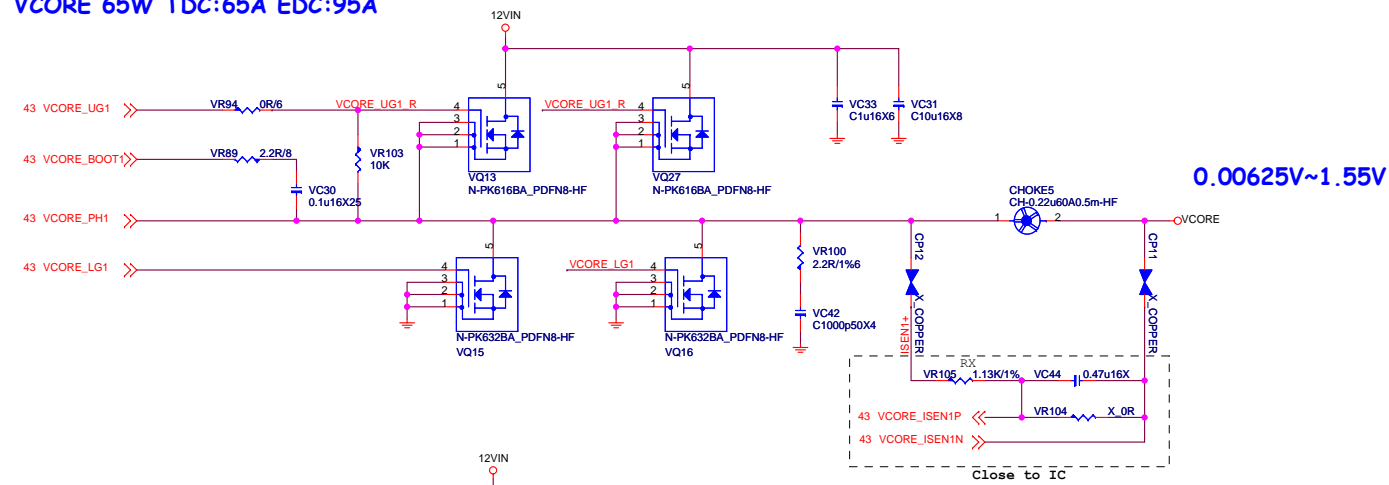 VCORE 65W TDC:65A EDC:95A
12VIN
43 VCORE_UG1
VR94 0R/6
VCORE_UG1_R
4
3
2
1
5
VQ13
N-PK616BA_PDFN8-HF
VCORE_UG1_R
4
3
2
1
5
VQ27
N-PK616BA_PDFN8-HF
VC33
C1u16X6
VC31
C10u16X8
43 VCORE_BOOT1
VR89 2.2R/8
VR103
10K
VC30
0.1u16X25
0.00625V~1.55V
43 VCORE_PH1
CHOKE5
CH-0.22u60A0.5m-HF
1
2
VCORE
43 VCORE_LG1
4
3
2
1
5
N-PK632BA_PDFN8-HF
VQ15
VCORE_LG1
4
3
2
1
5
N-PK632BA_PDFN8-HF
VQ16
VR100
2.2R/1%6
VC42
C1000p50X4
CP12
X_COPPER
ISEN1+
CP11
X_COPPER
RX
VR105 1.13K/1%
VC44 0.47u16X
43 VCORE_ISEN1P
VR104 X_0R
43 VCORE_ISEN1N
Close to IC
12VIN